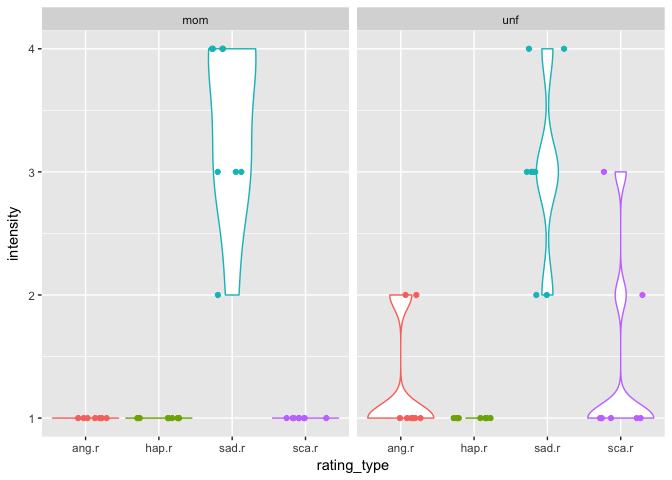 mom unf
4
3
2
1
intensity
ang.r hap.r sad.r sca.r ang.r hap.r sad.r sca.r
rating_type